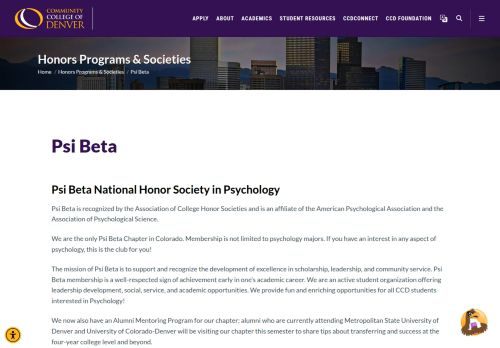 COMMUNITY
COLLEGE OF
DENVER
APPLY ABOUT ACADEMICS STUDENT RESOURCES CCDCONNECT CCD FOUNDATION
Honors Programs & Societies
Home / Honors Programs & Societies / Psi Beta
Psi Beta
Psi Beta National Honor Society in Psychology
Psi Beta is recognized by the Association of College Honor Societies and is an affiliate of the American Psychological Association and the
Association of Psychological Science.
We are the only Psi Beta Chapter in Colorado. Membership is not limited to psychology majors. If you have an interest in any aspect of
psychology, this is the club for you!
The mission of Psi Beta is to support and recognize the development of excellence in scholarship, leadership, and community service. Psi
Beta membership is a well-respected sign of achievement early in one's academic career. We are an active student organization offering
leadership development, social, service, and academic opportunities. We provide fun and enriching opportunities for all CCD students
interested in Psychology!
We now also have an Alumni Mentoring Program for our chapter; alumni who are currently attending Metropolitan State University of
Denver and University of Colorado-Denver will be visiting our chapter this semester to share tips about transferring and success at the
four-year college level and beyond.